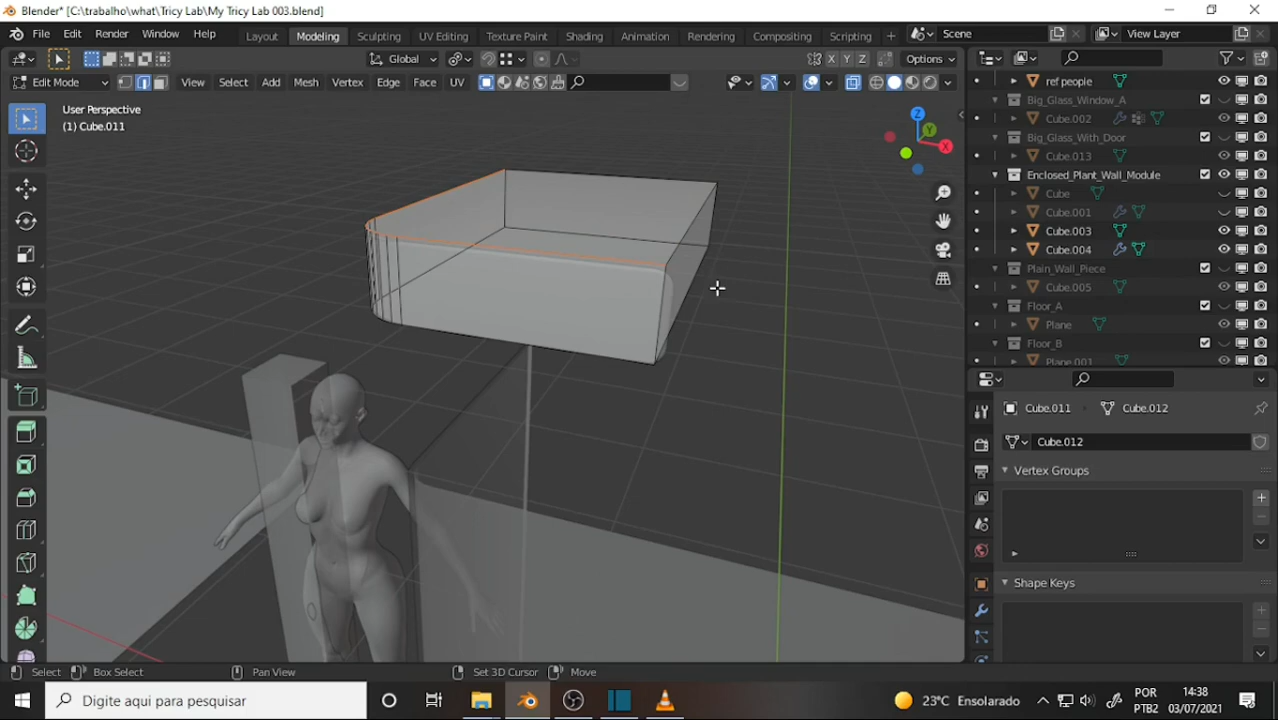 Blender* [C:\trabalho\what\Tricy Lab\My Tricy Lab 003.blend]
File Edit Render Window Help Layout Modeling Sculpting UV Editing Texture Paint Shading Animation Rendering Compositing Scripting + Scene View Layer
Global X Y Z Options
Edit Mode View Select Add Mesh Vertex Edge Face UV
User Perspective
(1) Cube.011
Z
Y
X
ref people
Big_Glass_Window_A
Cube.002
Big_Glass_With_Door
Cube.013
Enclosed_Plant_Wall_Module
Cube
Cube.001
Cube.003
Cube.004
Plain_Wall_Piece
Cube.005
Floor_A
Plane
Floor_B
Plane.001
Cube.011 Cube.012
Cube.012
Vertex Groups
Shape Keys
Select Box Select Pan View Set 3D Cursor Move
Digite aqui para pesquisar
23°C Ensolarado
POR
PTB2
14:38
03/07/2021